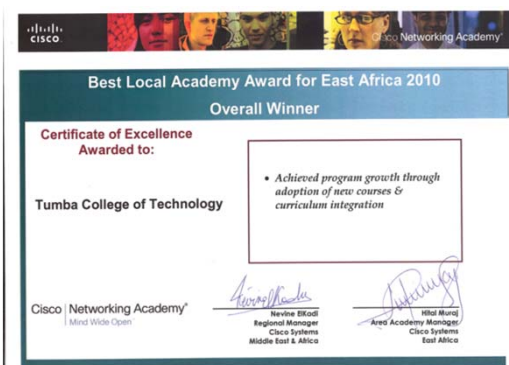 CISCO
Cisco Networking Academy®
Best Local Academy Award for East Africa 2010
Overall Winner
Certificate of Excellence
Awarded to:
Tumba College of Technology
• Achieved program growth through
adoption of new courses &
curriculum integration
Cisco | Networking Academy®
Mind Wide Open
Nevine ElKadi
Regional Manager
Cisco Systems
Middle East & Africa
Hital Muraj
Area Academy Manager
Cisco Systems
East Africa